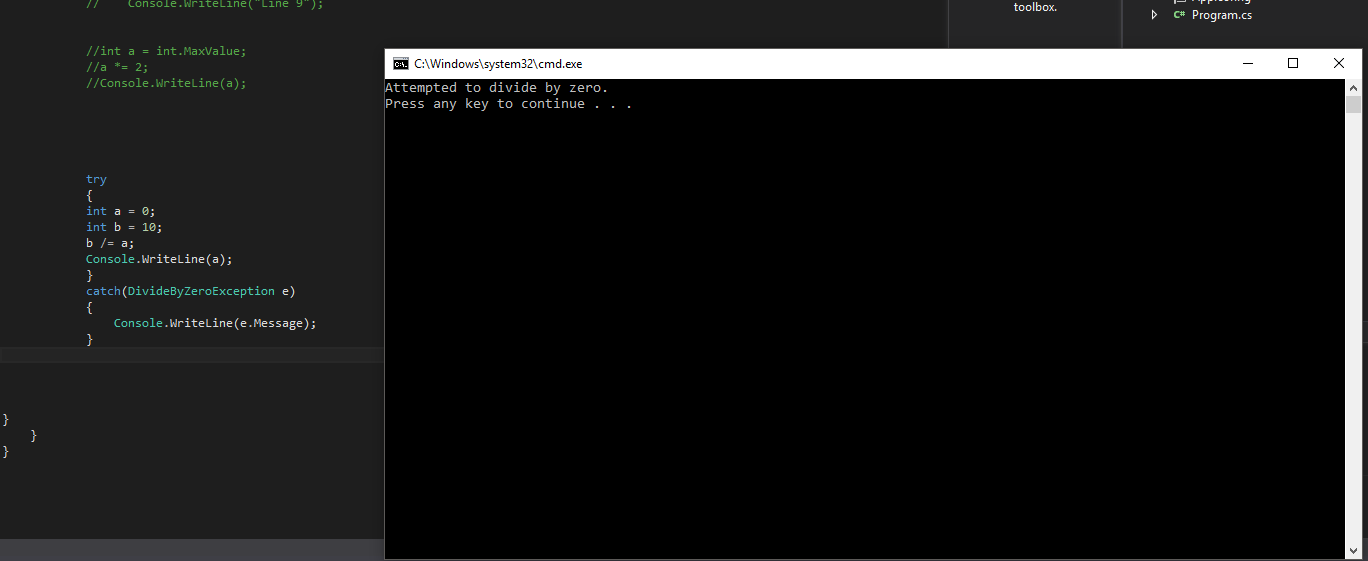 //    Console.WriteLine("Line 9");
//int a = int.MaxValue;
//a *= 2;
//Console.WriteLine(a);
try
{
int a = 0;
int b = 10;
b /= a;
Console.WriteLine(a);
}
catch(DivideByZeroException e)
{
    Console.WriteLine(e.Message);
}
}
}
}
toolbox.
C# Program.cs
C:\Windows\system32\cmd.exe
Attempted to divide by zero.
Press any key to continue . . .